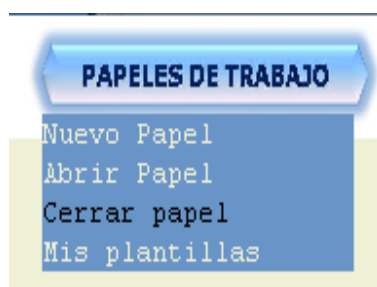 PAPELES DE TRABAJO
Nuevo Papel
Abrir Papel
Cerrar papel
Mis plantillas